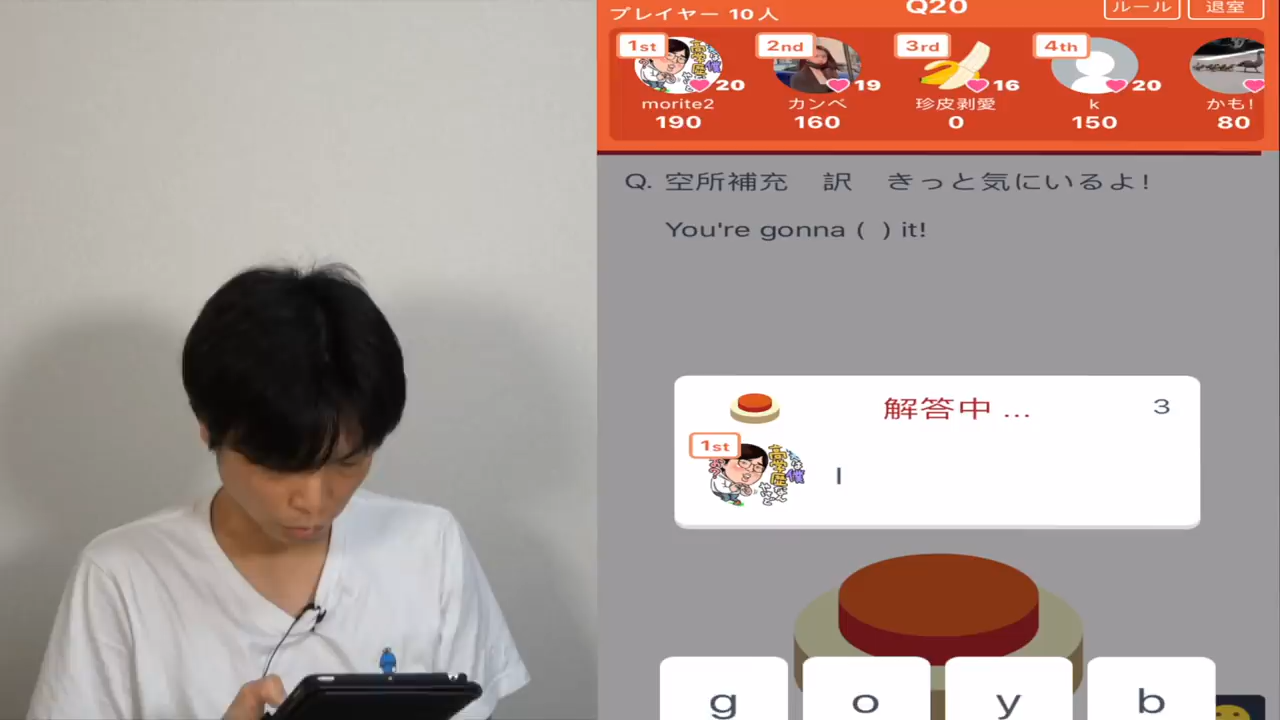 プレイヤー 10人
Q20
ルール
退室
1st
20
morite2
190
2nd
19
カンベ
160
3rd
16
珍皮剥愛
0
4th
20
k
150
かも!
80
Q. 空所補充 訳 きっと気にいるよ!
You're gonna ( ) it!
解答中 ...
3
1st
l
g
o
y
b